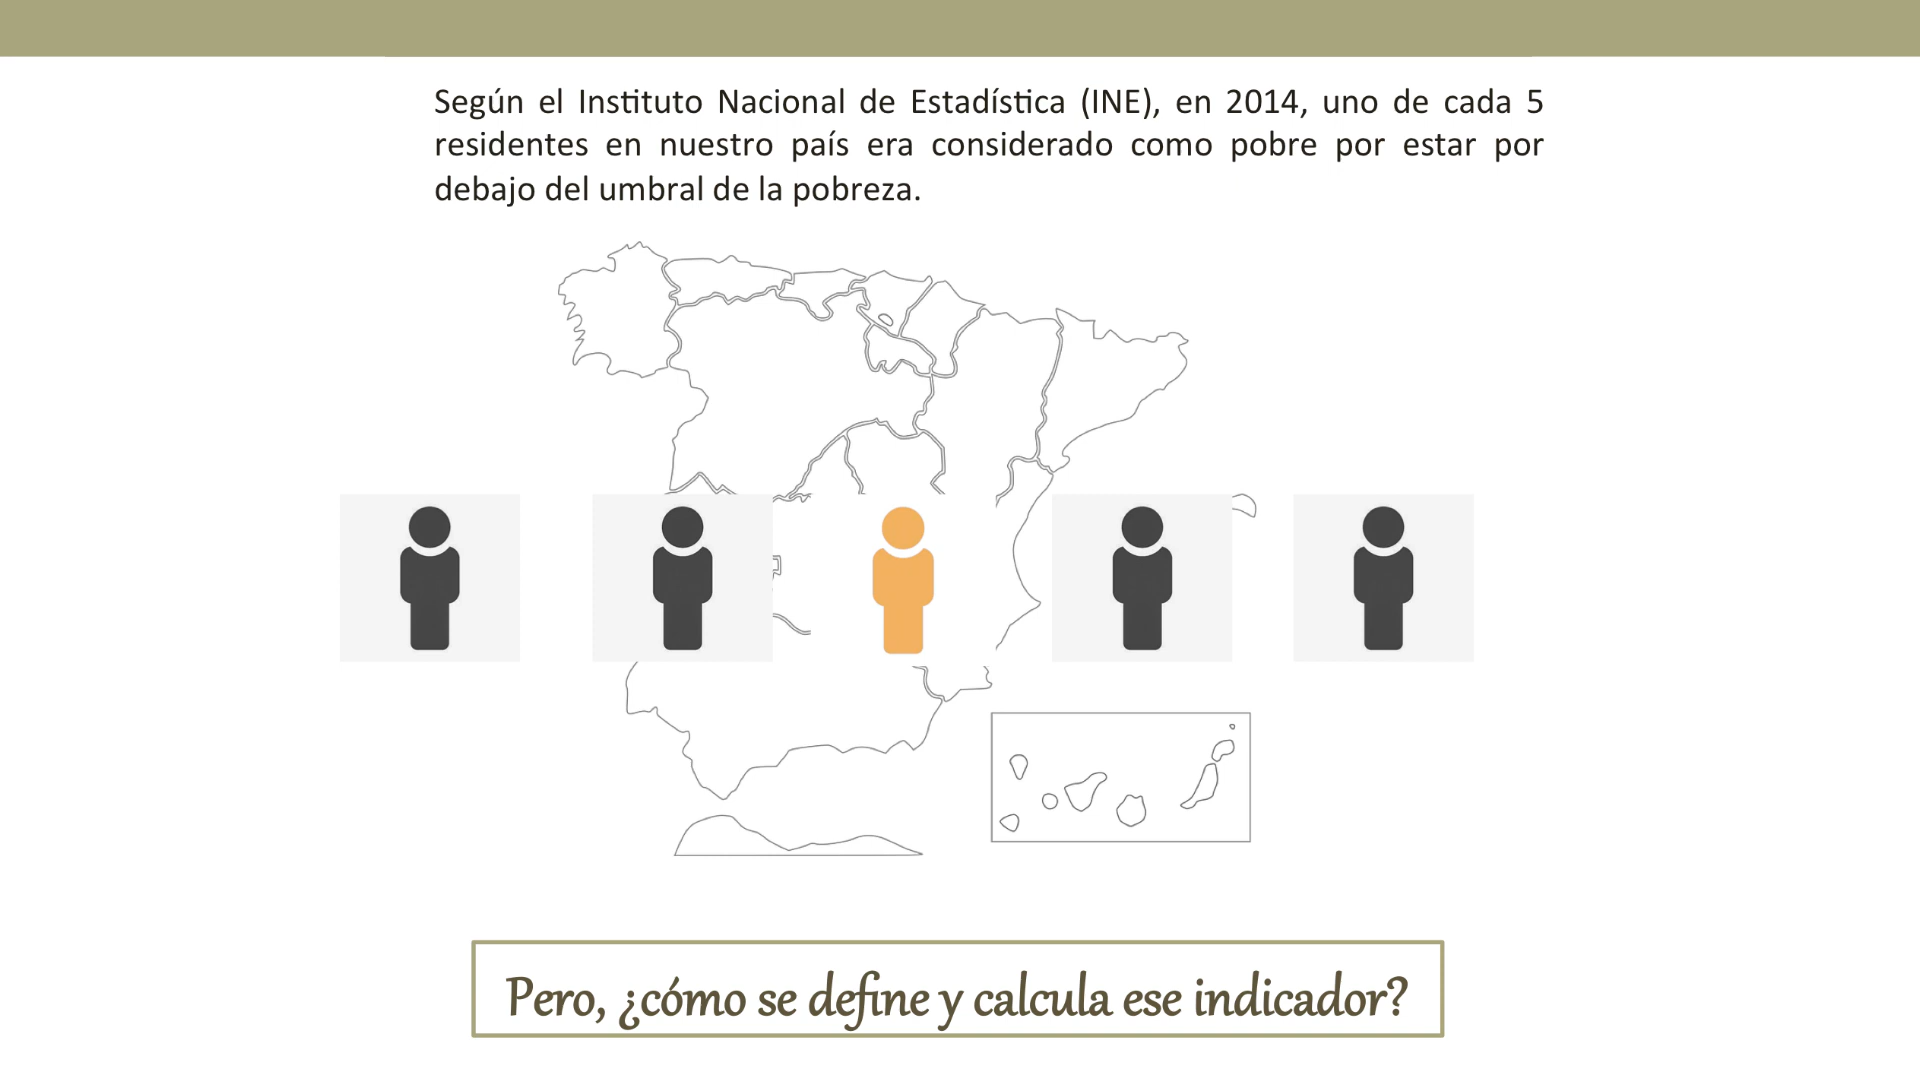 Según el Instituto Nacional de Estadística (INE), en 2014, uno de cada 5
residentes en nuestro país era considerado como pobre por estar por
debajo del umbral de la pobreza.
Pero, ¿cómo se define y calcula ese indicador?